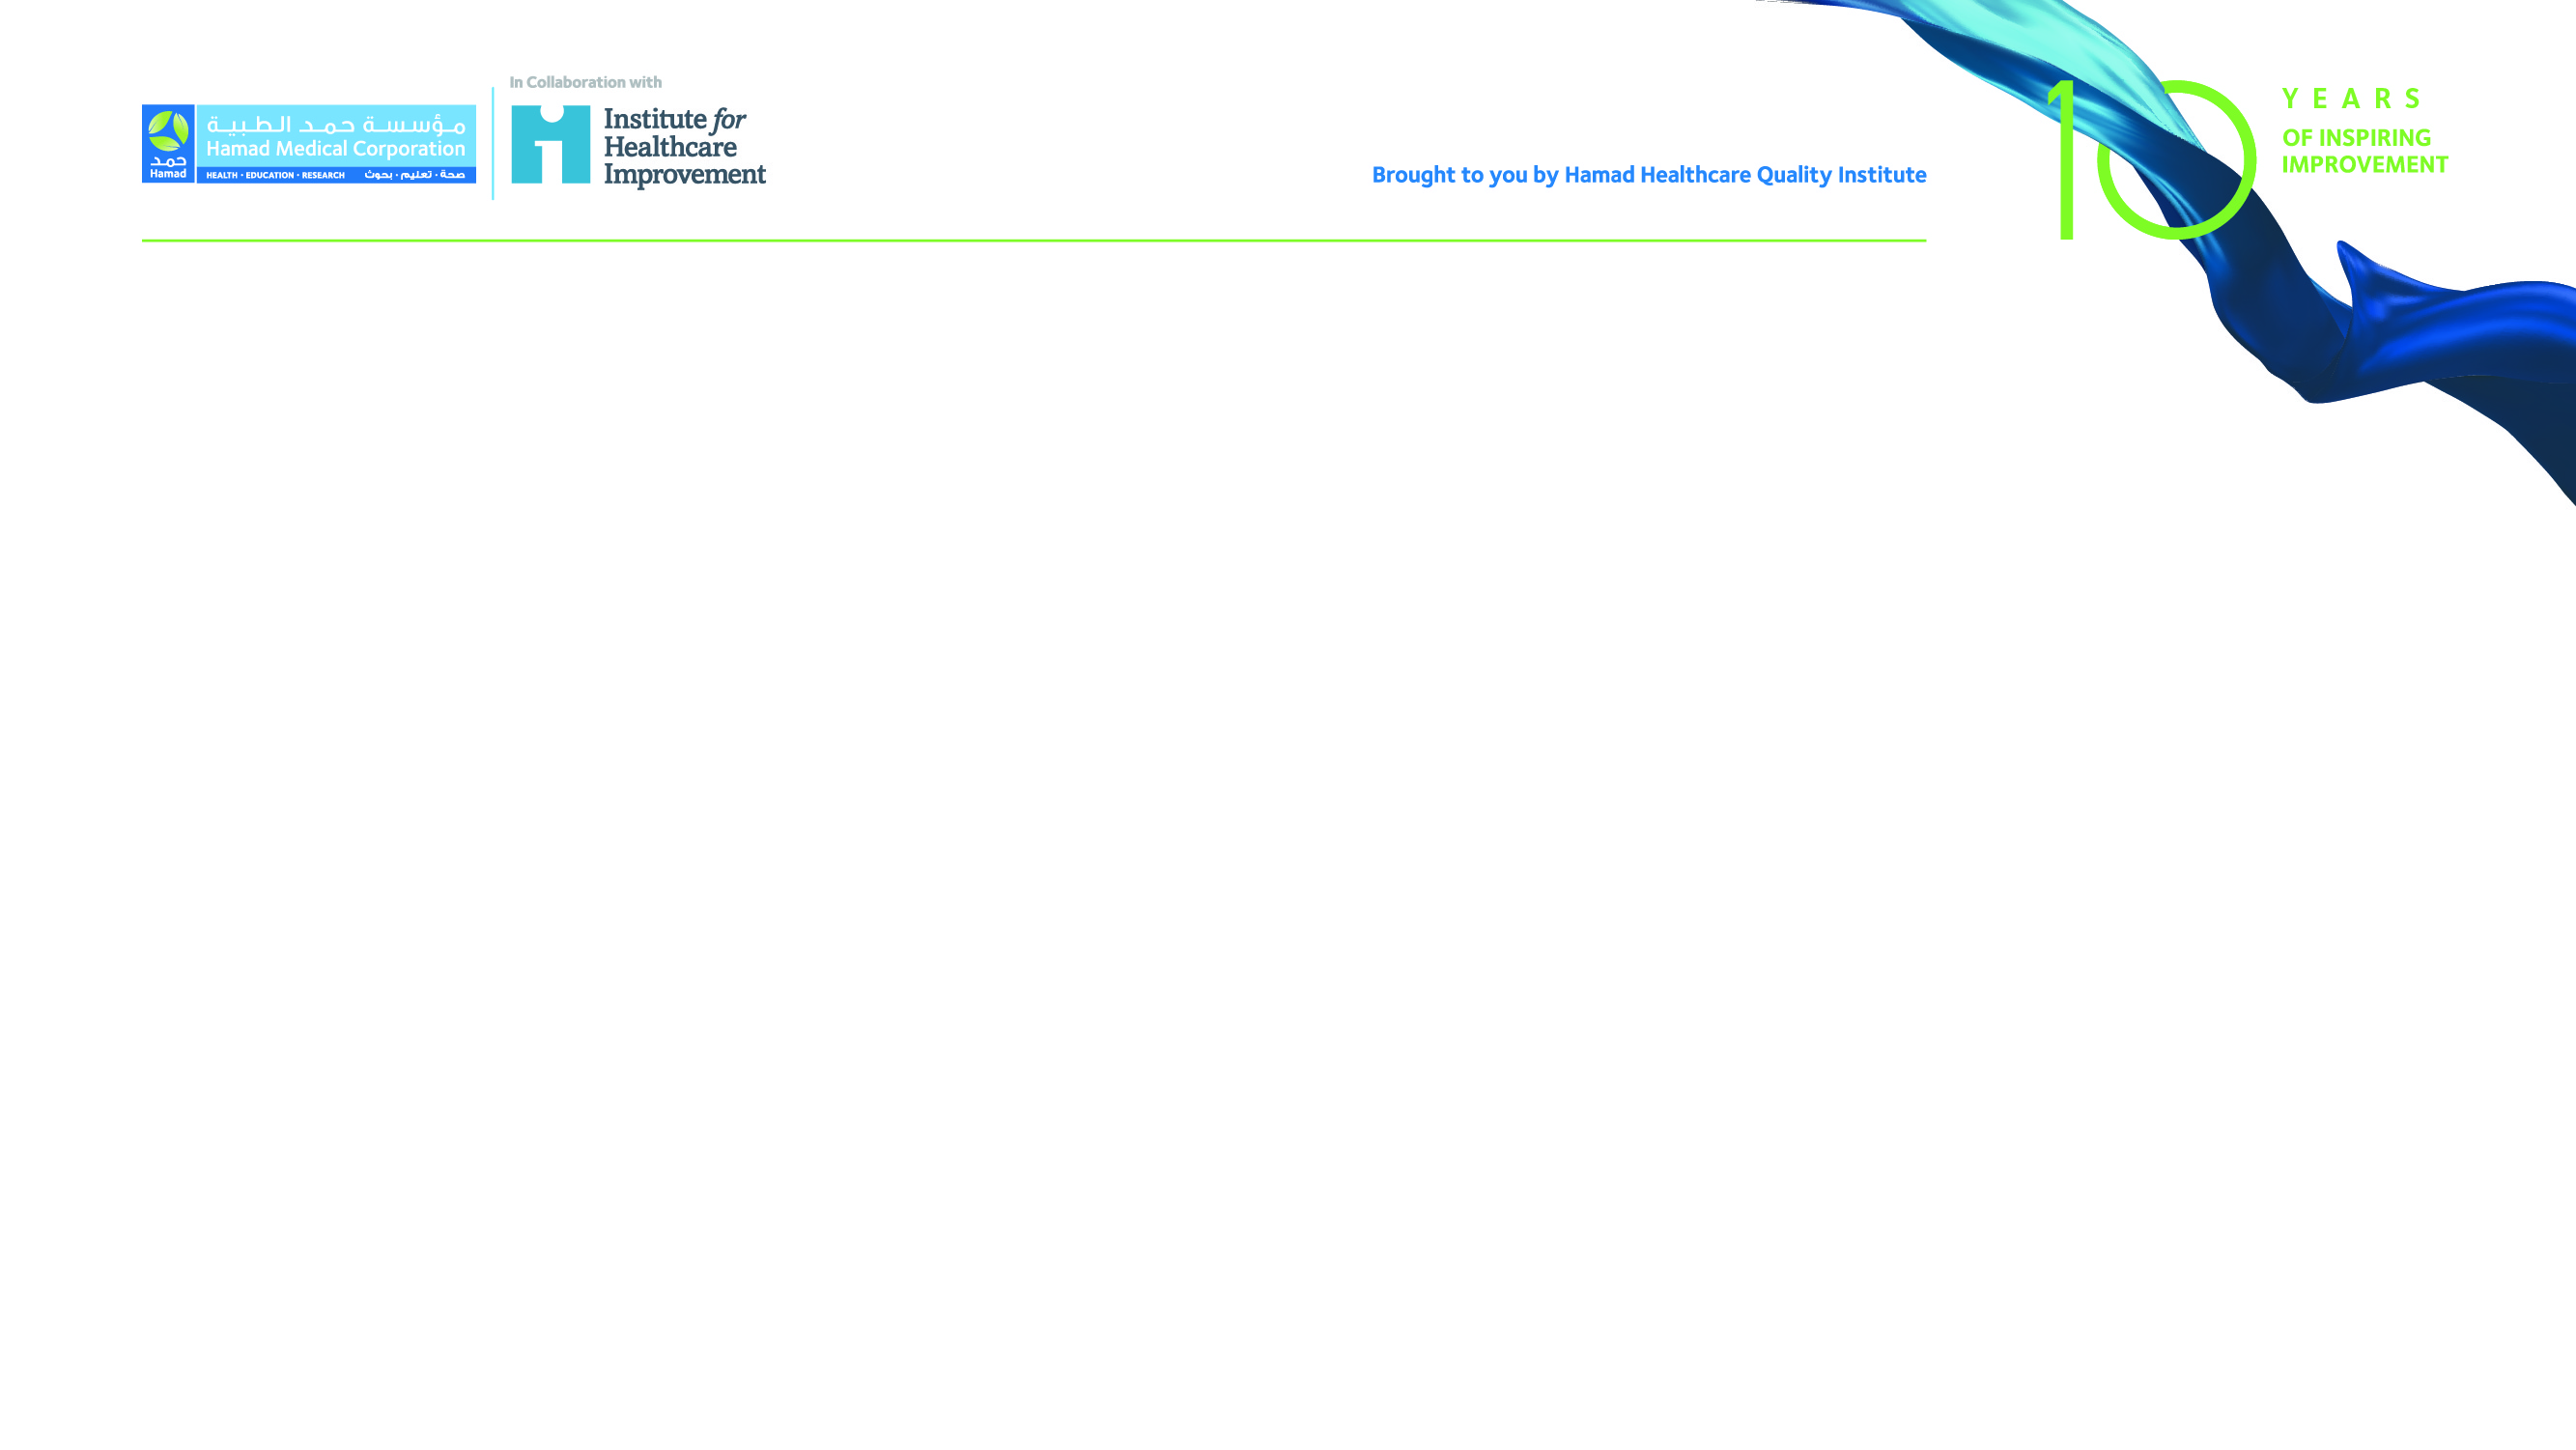 In Collaboration with
مؤسسة حمد الطبية
Hamad Medical Corporation
حمد
Hamad
HEALTH · EDUCATION · RESEARCH صحة · تعليم · بحوث
Institute for
Healthcare
Improvement
Brought to you by Hamad Healthcare Quality Institute
10
YEARS
OF INSPIRING
IMPROVEMENT